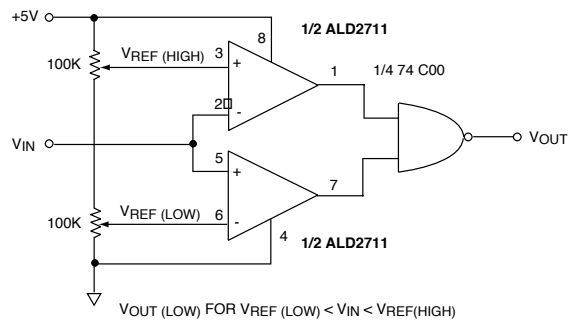 +5V
1/2 ALD2711
8
100K
VREF (HIGH)
3
+
1
1/4 74 C00
2
-
VIN
VOUT
5
+
7
100K
VREF (LOW)
6
-
4
1/2 ALD2711
VOUT (LOW) FOR VREF (LOW) < VIN < VREF(HIGH)